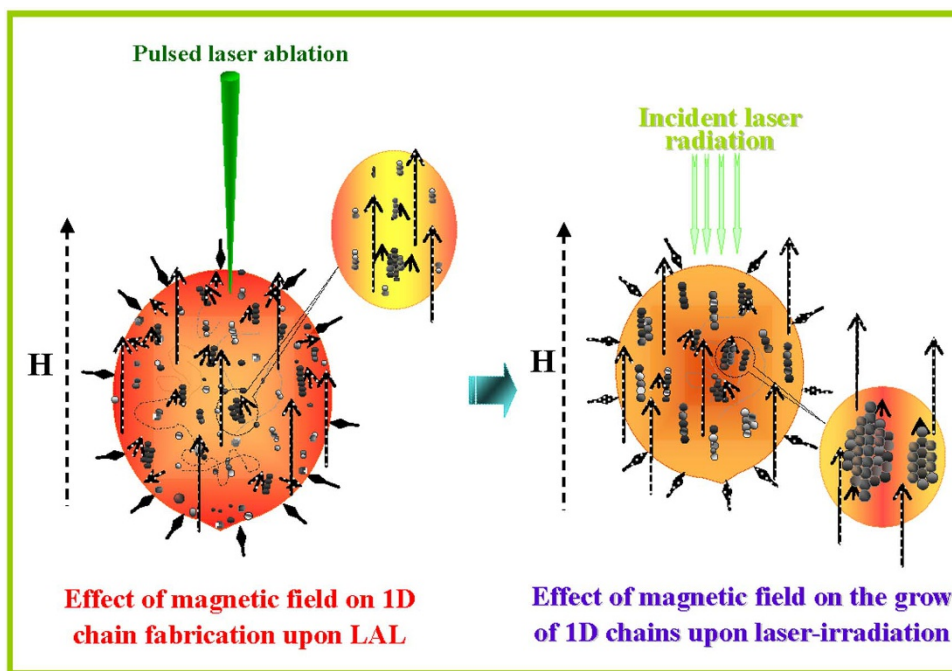 Pulsed laser ablation
Incident laser
radiation
H
H
Effect of magnetic field on 1D
chain fabrication upon LAL
Effect of magnetic field on the grow
of 1D chains upon laser-irradiation